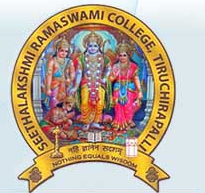 SEETHALAKSHMI RAMASWAMI COLLEGE, TIRUCHIRAPALLI
नहि ज्ञानेन सदृशम्
NOTHING EQUALS WISDOM